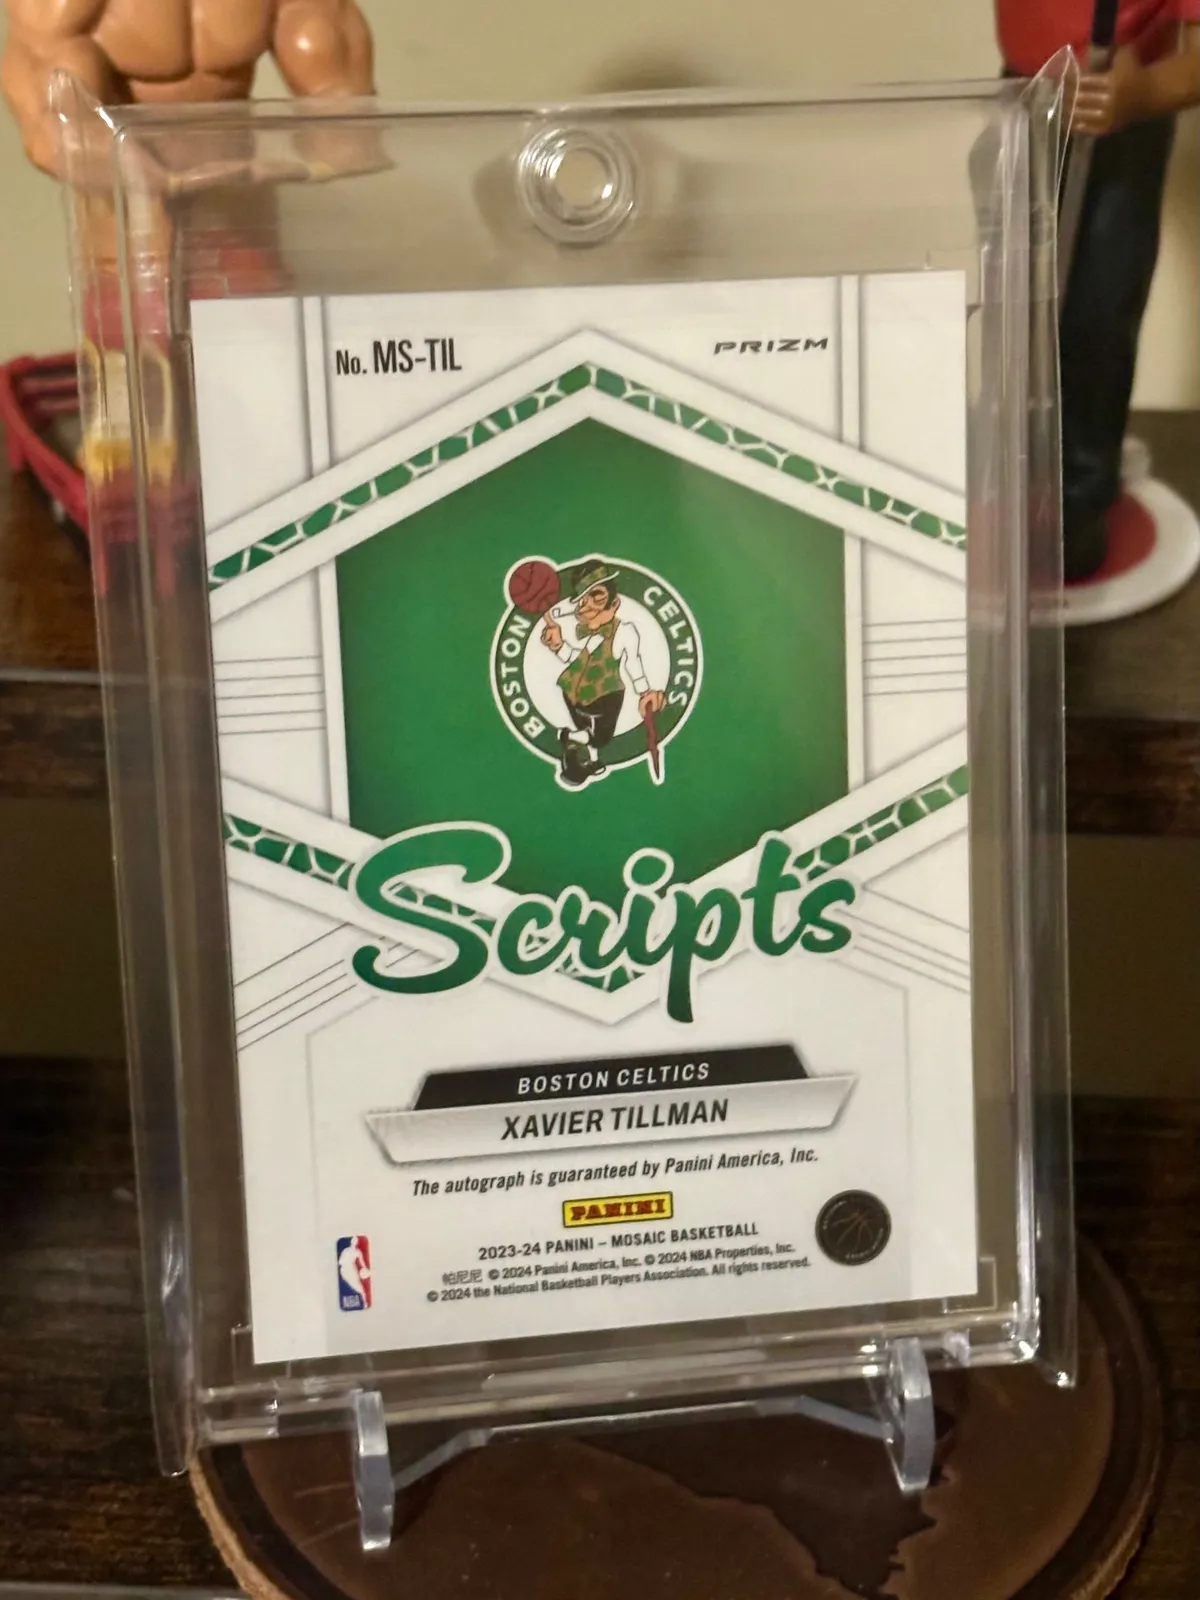 No. MS-TIL
PRIZM
BOSTON CELTICS
Scripts
BOSTON CELTICS
XAVIER TILLMAN
The autograph is guaranteed by Panini America, Inc.
PANINI
2023-24 PANINI – MOSAIC BASKETBALL
帕尼尼 © 2024 Panini America, Inc. © 2024 NBA Properties, Inc.
© 2024 the National Basketball Players Association. All rights reserved.
NBA